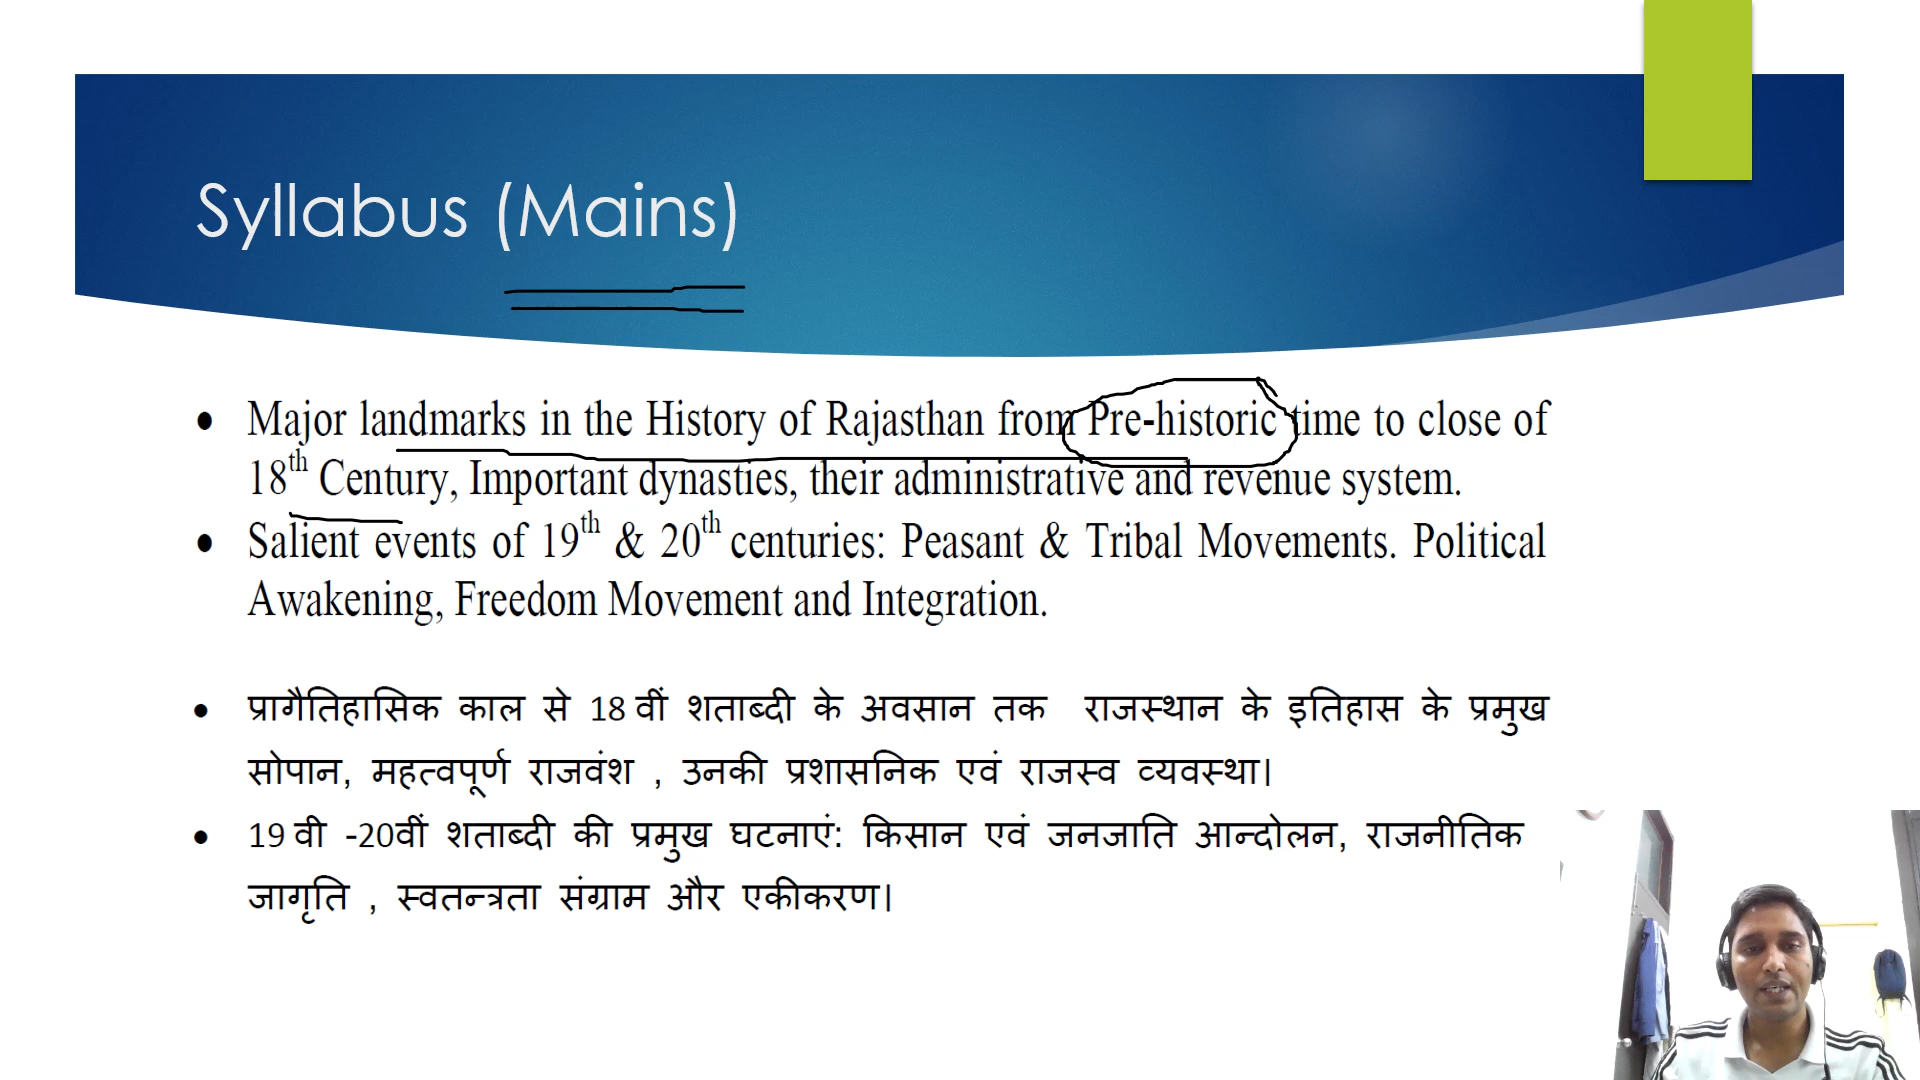 Syllabus (Mains)
• Major landmarks in the History of Rajasthan from Pre-historic time to close of
18th Century, Important dynasties, their administrative and revenue system.
• Salient events of 19th & 20th centuries: Peasant & Tribal Movements. Political
Awakening, Freedom Movement and Integration.
• प्रागैतिहासिक काल से 18 वीं शताब्दी के अवसान तक राजस्थान के इतिहास के प्रमुख
सोपान, महत्वपूर्ण राजवंश , उनकी प्रशासनिक एवं राजस्व व्यवस्था।
• 19 वी -20वीं शताब्दी की प्रमुख घटनाएं: किसान एवं जनजाति आन्दोलन, राजनीतिक
जागृति , स्वतन्त्रता संग्राम और एकीकरण।